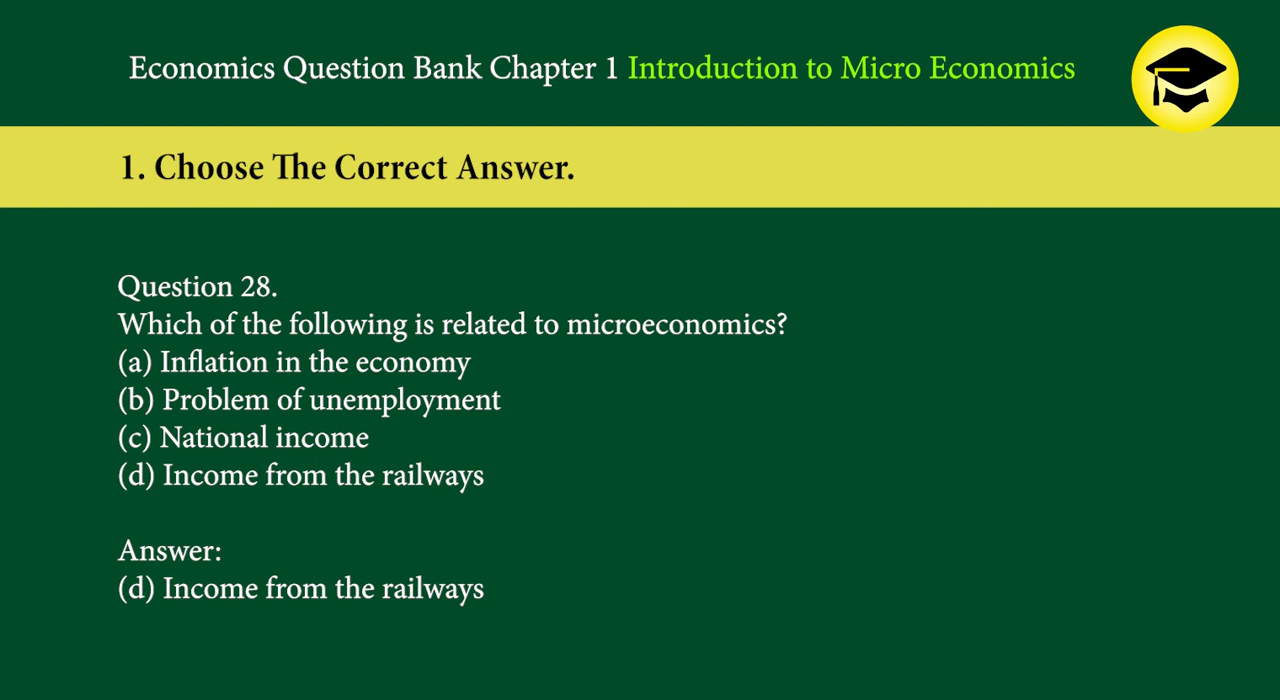 Economics Question Bank Chapter 1 Introduction to Micro Economics
1. Choose The Correct Answer.
Question 28.
Which of the following is related to microeconomics?
(a) Inflation in the economy
(b) Problem of unemployment
(c) National income
(d) Income from the railways
Answer:
(d) Income from the railways